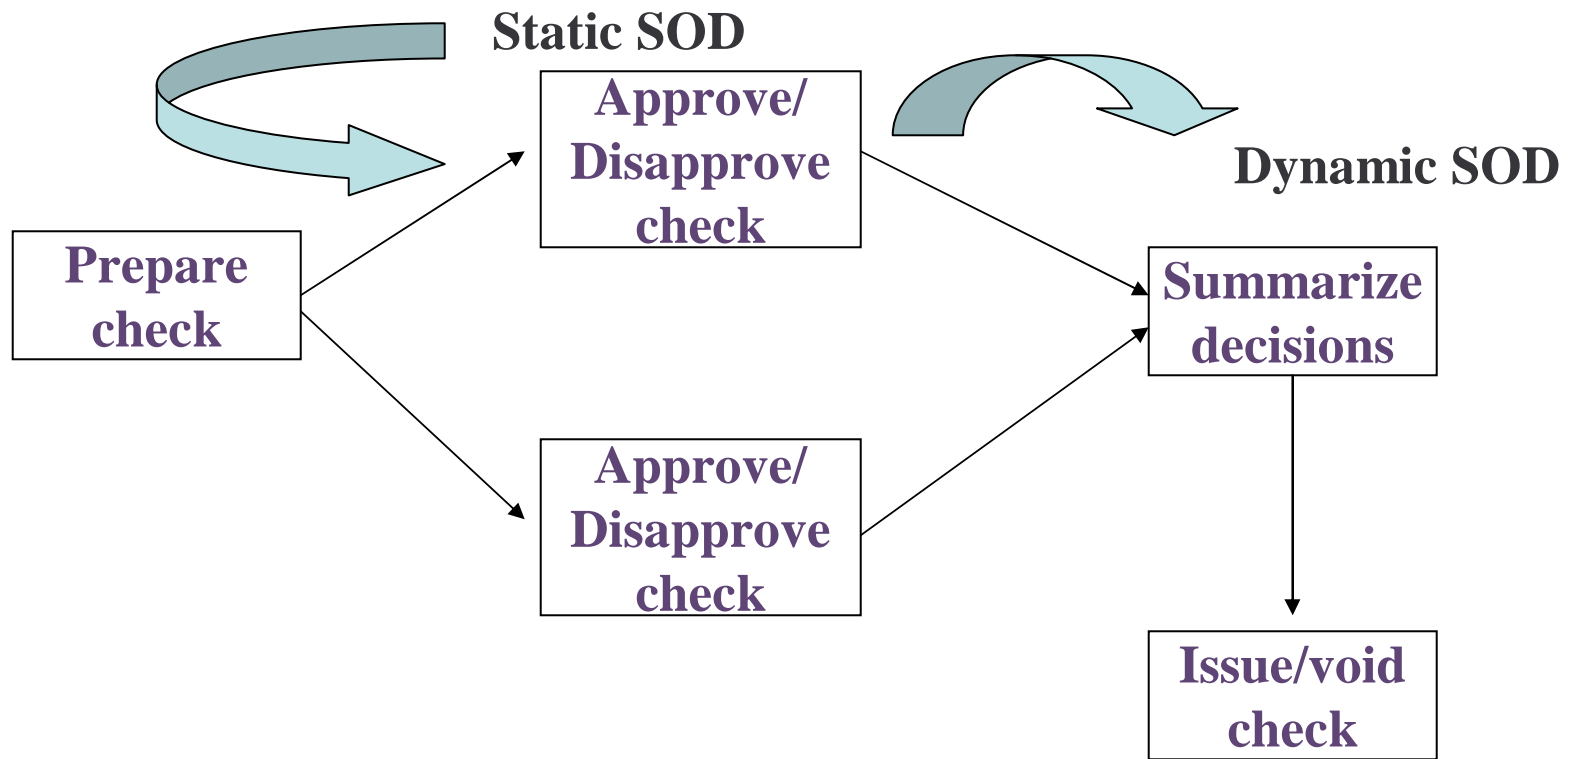 Static SOD
Approve/
Disapprove
check
Dynamic SOD
Prepare
check
Summarize
decisions
Approve/
Disapprove
check
Issue/void
check